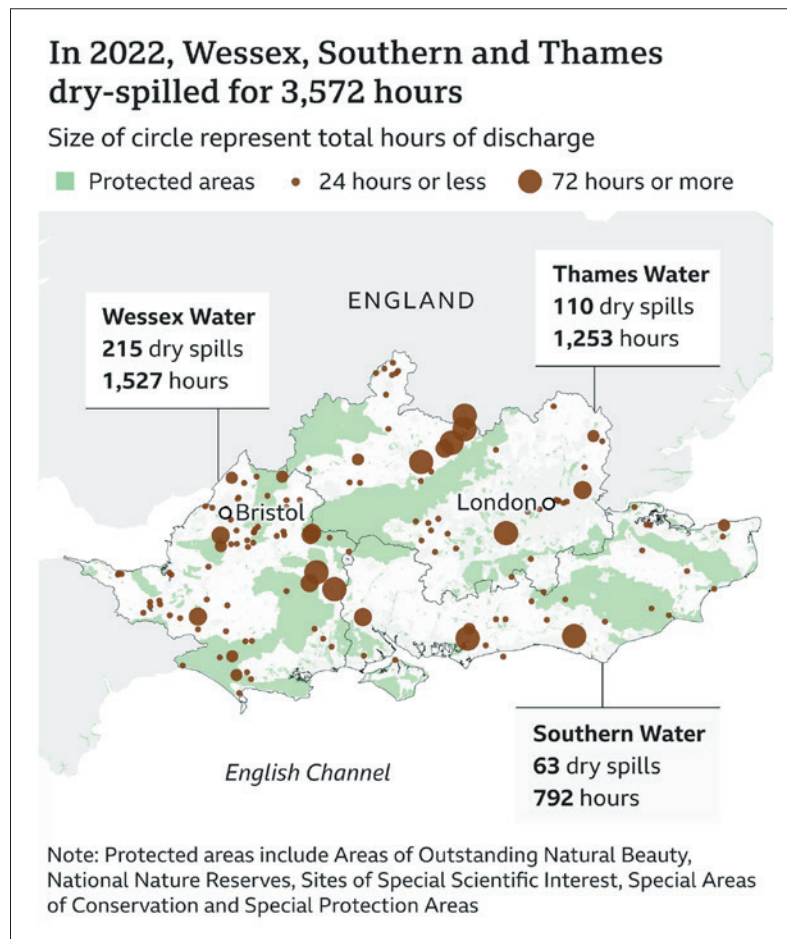 In 2022, Wessex, Southern and Thames
dry-spilled for 3,572 hours
Size of circle represent total hours of discharge
Protected areas
24 hours or less
72 hours or more
Thames Water
110 dry spills
1,253 hours
ENGLAND
Wessex Water
215 dry spills
1,527 hours
London
Bristol
Southern Water
63 dry spills
792 hours
English Channel
Note: Protected areas include Areas of Outstanding Natural Beauty,
National Nature Reserves, Sites of Special Scientific Interest, Special Areas
of Conservation and Special Protection Areas